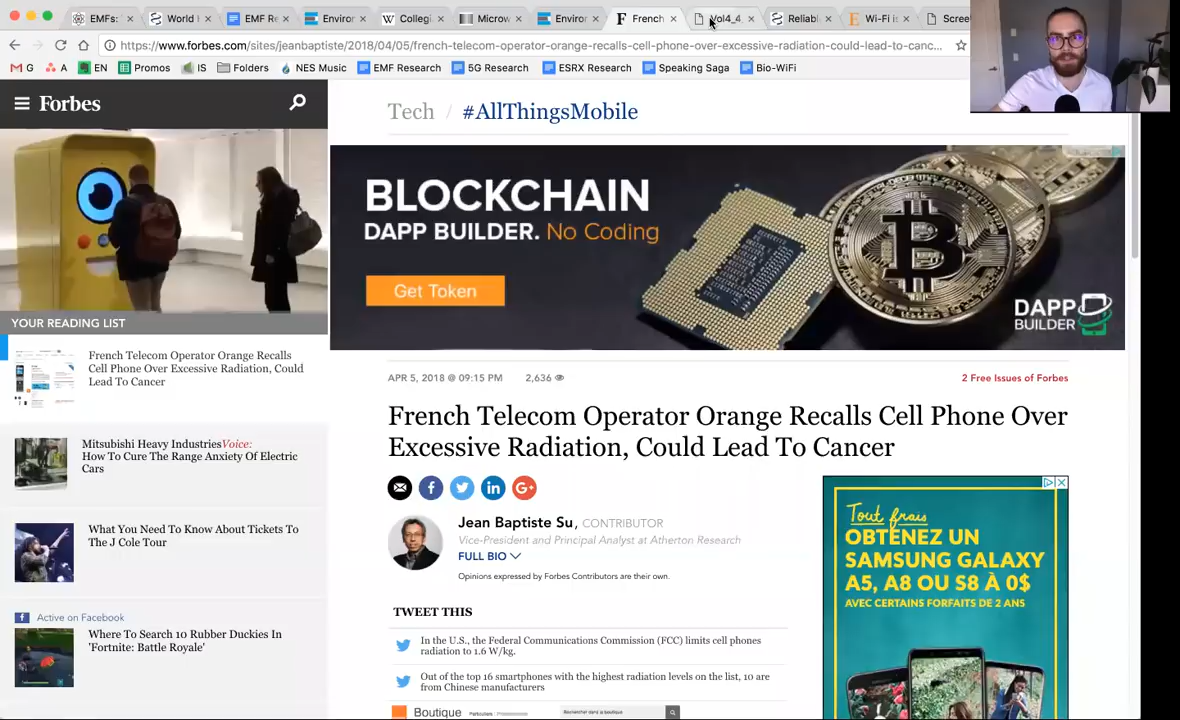 EMFs:
World
EMF Re
Environ
Collegi
Microw
Environ
French
Vol4_4
Reliabl
Wi-Fi is
Scree
https://www.forbes.com/sites/jeanbaptiste/2018/04/05/french-telecom-operator-orange-recalls-cell-phone-over-excessive-radiation-could-lead-to-canc...
G
A
EN
Promos
IS
Folders
NES Music
EMF Research
5G Research
ESRX Research
Speaking Saga
Bio-WiFi
Forbes
Tech / #AllThingsMobile
BLOCKCHAIN
DAPP BUILDER. No Coding
Get Token
DAPP
BUILDER
YOUR READING LIST
French Telecom Operator Orange Recalls
Cell Phone Over Excessive Radiation, Could
Lead To Cancer
Mitsubishi Heavy IndustriesVoice:
How To Cure The Range Anxiety Of Electric
Cars
What You Need To Know About Tickets To
The J Cole Tour
Active on Facebook
Where To Search 10 Rubber Duckies In
'Fortnite: Battle Royale'
APR 5, 2018 @ 09:15 PM 2,636
2 Free Issues of Forbes
French Telecom Operator Orange Recalls Cell Phone Over
Excessive Radiation, Could Lead To Cancer
Jean Baptiste Su, CONTRIBUTOR
Vice-President and Principal Analyst at Atherton Research
FULL BIO
Opinions expressed by Forbes Contributors are their own.
TWEET THIS
In the U.S., the Federal Communications Commission (FCC) limits cell phones
radiation to 1.6 W/kg.
Out of the top 16 smartphones with the highest radiation levels on the list, 10 are
from Chinese manufacturers
Boutique
Rechercher dans la boutique
Tout frais
OBTENEZ UN
SAMSUNG GALAXY
A5, A8 OU S8 À 0$
AVEC CERTAINS FORFAITS DE 2 ANS